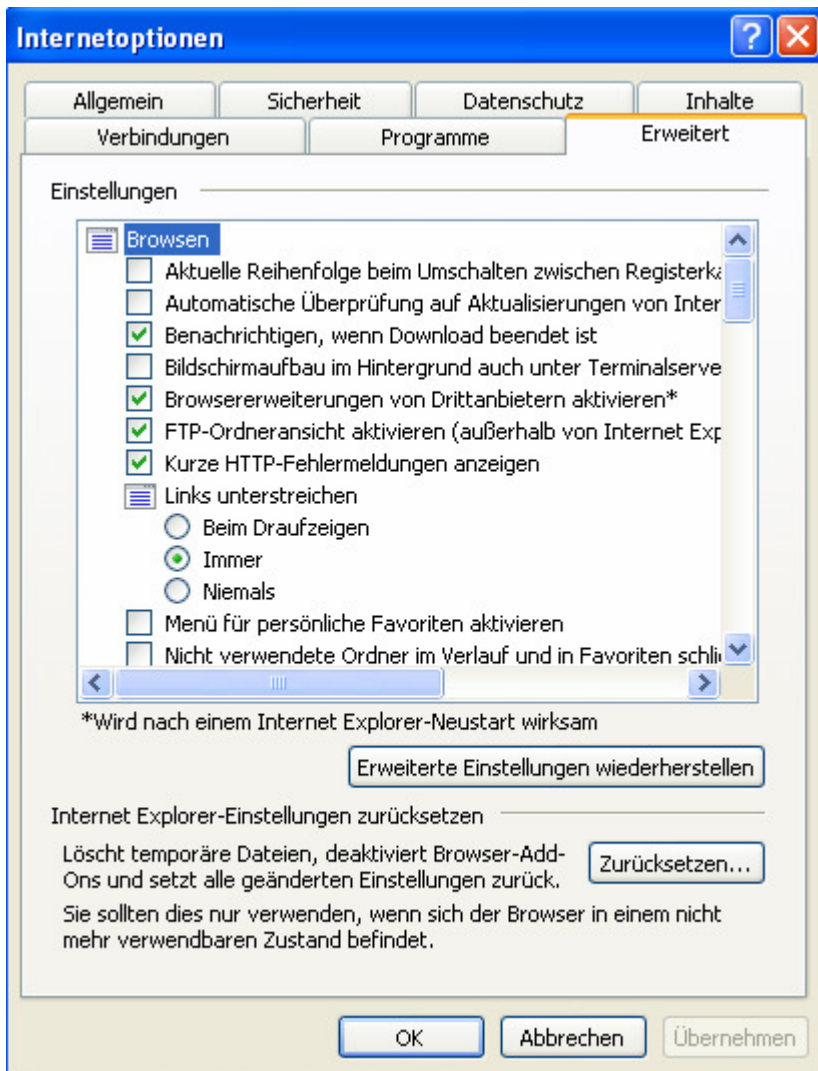 Internetoptionen
Allgemein Sicherheit Datenschutz Inhalte
Verbindungen Programme Erweitert
Einstellungen
Browsen
Aktuelle Reihenfolge beim Umschalten zwischen
Automatische Überprüfung auf Aktualisierungen von
Benachrichtigen, wenn Download beendet ist
Bildschirmaufbau im Hintergrund auch unter
Browsererweiterungen von Drittanbietern aktivieren*
FTP-Ordneransicht aktivieren (außerhalb von Internet
Kurze HTTP-Fehlermeldungen anzeigen
Links unterstreichen
Beim Draufzeigen
Immer
Niemals
Menü für persönliche Favoriten aktivieren
Nicht verwendete Ordner im Verlauf und in Favoriten
*Wird nach einem Internet Explorer-Neustart wirksam
Erweiterte Einstellungen wiederherstellen
Internet Explorer-Einstellungen zurücksetzen
Löscht temporäre Dateien, deaktiviert Browser-Add-
Ons und setzt alle geänderten Einstellungen zurück.
Zurücksetzen...
Sie sollten dies nur verwenden, wenn sich der Browser in einem nicht
mehr verwendbaren Zustand befindet.
OK Abbrechen Übernehmen